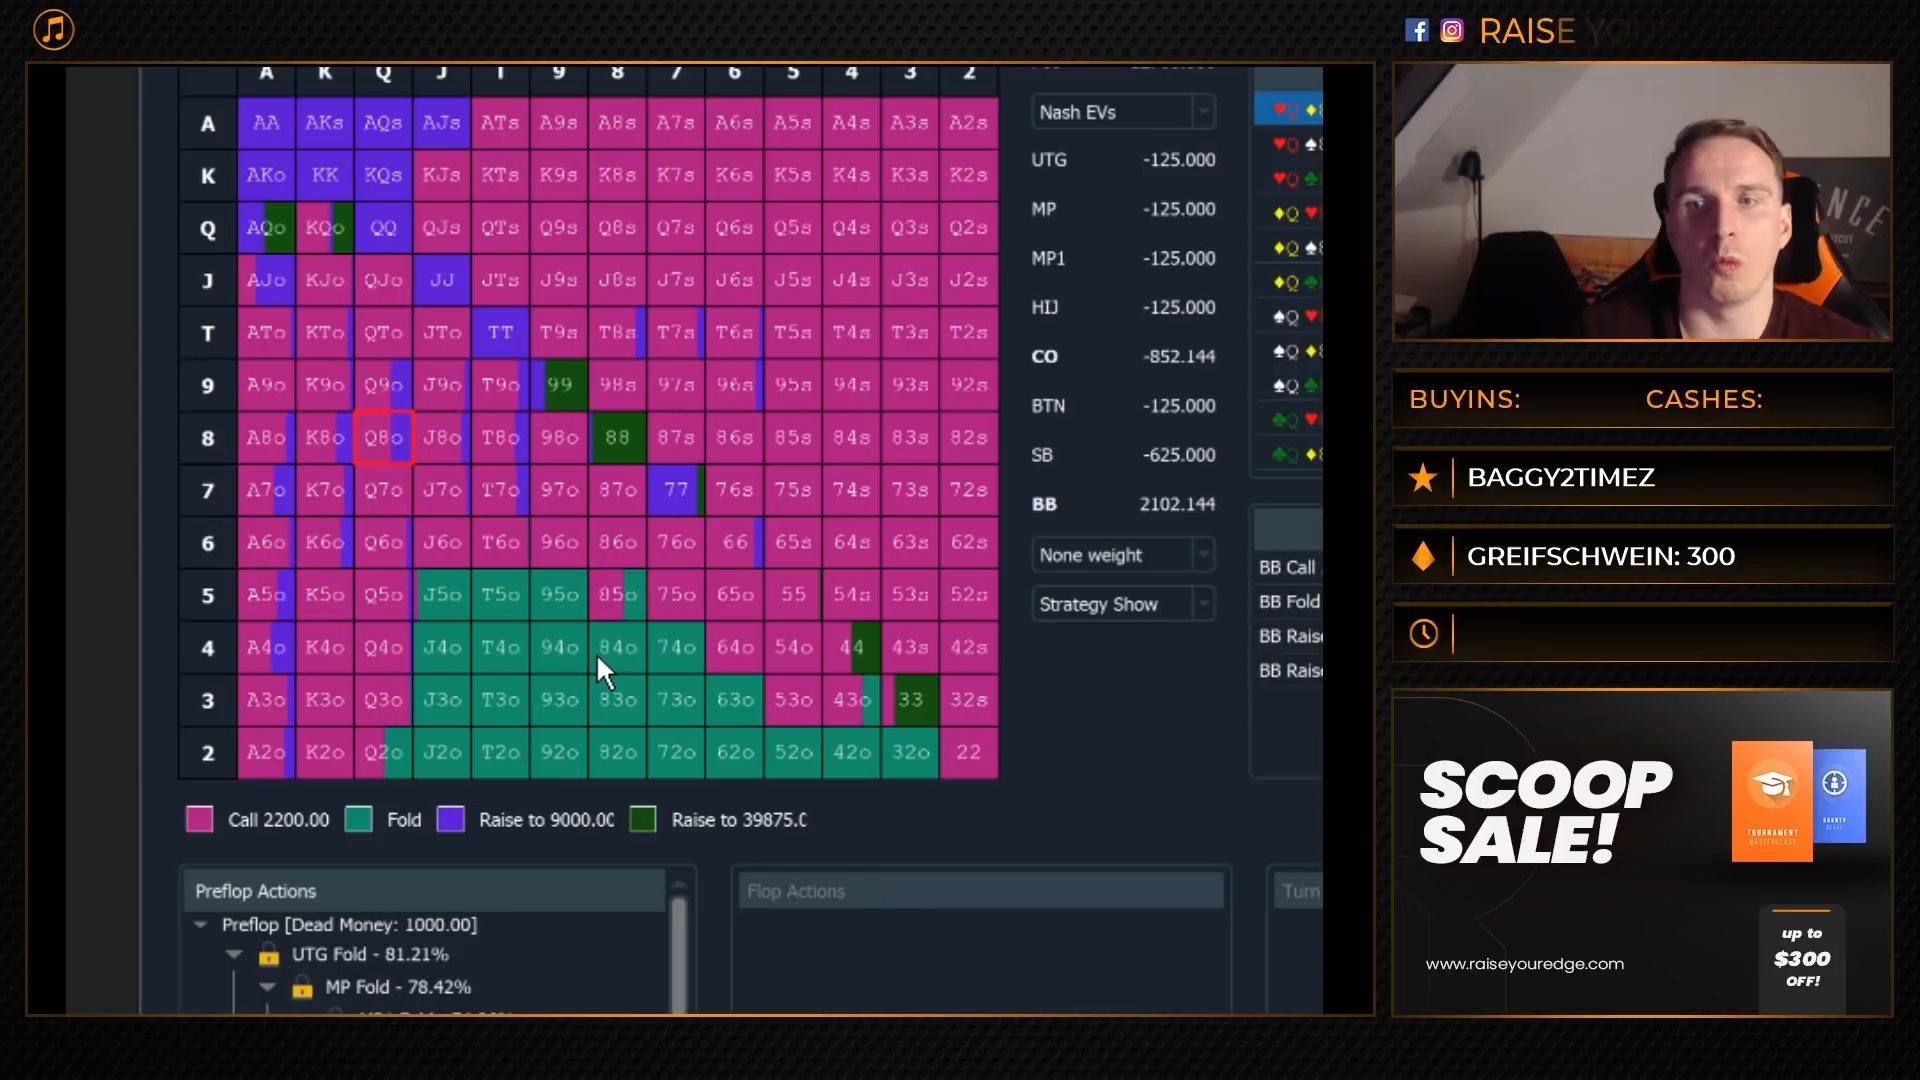 RAISE YOUR
A K Q J T 9 8 7 6 5 4 3 2
A AA AKs AQs AJs ATs A9s A8s A7s A6s A5s A4s A3s A2s
K AKo KK KQs KJs KTs K9s K8s K7s K6s K5s K4s K3s K2s
Q AQo KQo QQ QJs QTs Q9s Q8s Q7s Q6s Q5s Q4s Q3s Q2s
J AJo KJo QJo JJ JTs J9s J8s J7s J6s J5s J4s J3s J2s
T ATo KTo QTo JTo TT T9s T8s T7s T6s T5s T4s T3s T2s
9 A9o K9o Q9o J9o T9o 99 98s 97s 96s 95s 94s 93s 92s
8 A8o K8o Q8o J8o T8o 98o 88 87s 86s 85s 84s 83s 82s
7 A7o K7o Q7o J7o T7o 97o 87o 77 76s 75s 74s 73s 72s
6 A6o K6o Q6o J6o T6o 96o 86o 76o 66 65s 64s 63s 62s
5 A5o K5o Q5o J5o T5o 95o 85o 75o 65o 55 54s 53s 52s
4 A4o K4o Q4o J4o T4o 94o 84o 74o 64o 54o 44 43s 42s
3 A3o K3o Q3o J3o T3o 93o 83o 73o 63o 53o 43o 33 32s
2 A2o K2o Q2o J2o T2o 92o 82o 72o 62o 52o 42o 32o 22
Call 2200.00 Fold Raise to 9000.00 Raise to 39875.0
Nash EVs
UTG -125.000
MP -125.000
MP1 -125.000
HIJ -125.000
CO -852.144
BTN -125.000
SB -625.000
BB 2102.144
None weight
Strategy Show
BB Call
BB Fold
BB Raise
BB Raise
Preflop Actions
Preflop [Dead Money: 1000.00]
UTG Fold - 81.21%
MP Fold - 78.42%
Flop Actions
Turn
BUYINS: CASHES:
BAGGY2TIMEZ
GREIFSCHWEIN: 300
SCOOP
SALE!
TOURNAMENT
MASTERCLASS
BOUNTY
BEAST
www.raiseyouredge.com
up to
$300
OFF!